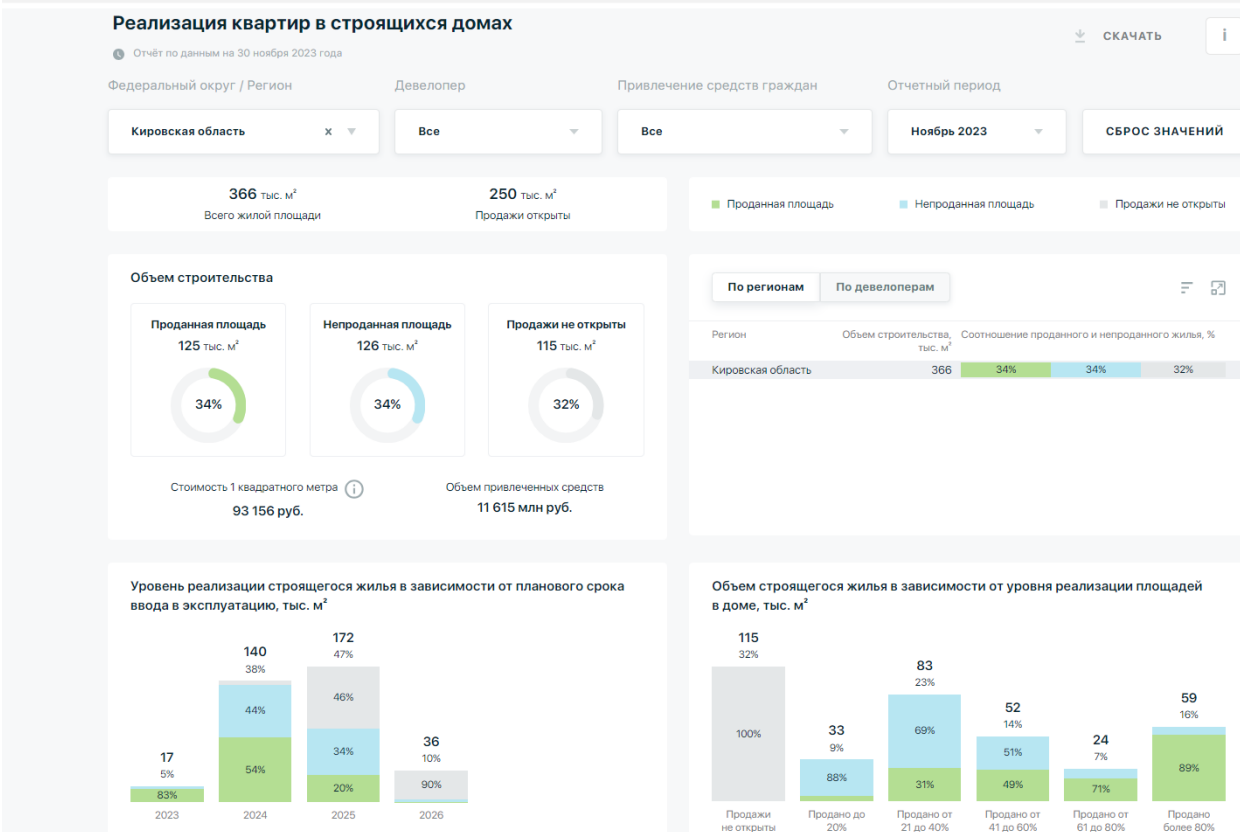 Реализация квартир в строящихся домах
Отчёт по данным на 30 ноября 2023 года
СКАЧАТЬ
i
Федеральный округ / Регион
Девелопер
Привлечение средств граждан
Отчетный период
Кировская область x
Все
Все
Ноябрь 2023
СБРОС ЗНАЧЕНИЙ
366 тыс. м²
Всего жилой площади
250 тыс. м²
Продажи открыты
Проданная площадь
Непроданная площадь
Продажи не открыты
Объем строительства
Проданная площадь
125 тыс. м²
34%
Непроданная площадь
126 тыс. м²
34%
Продажи не открыты
115 тыс. м²
32%
Стоимость 1 квадратного метра i
93 156 руб.
Объем привлеченных средств
11 615 млн руб.
По регионам
По девелоперам
Регион
Объем строительства,
тыс. м²
Соотношение проданного и непроданного жилья, %
Кировская область 366 34% 34% 32%
Уровень реализации строящегося жилья в зависимости от планового срока
ввода в эксплуатацию, тыс. м²
17
5%
83%
2023
140
38%
44%
54%
2024
172
47%
46%
34%
20%
2025
36
10%
90%
2026
Объем строящегося жилья в зависимости от уровня реализации площадей
в доме, тыс. м²
115
32%
100%
Продажи
не открыты
33
9%
88%
Продано до
20%
83
23%
69%
31%
Продано от
21 до 40%
52
14%
51%
49%
Продано от
41 до 60%
24
7%
71%
Продано от
61 до 80%
59
16%
89%
Продано
более 80%